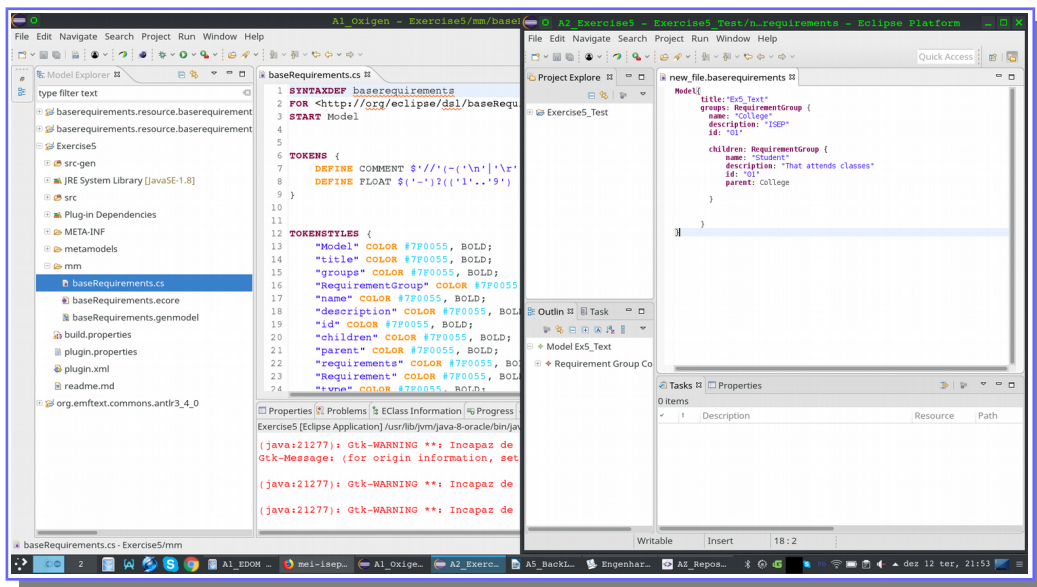 A1_Oxigen - Exercise5/mm/basel
File Edit Navigate Search Project Run Window Help
Model Explorer
type filter text
baserequirements.resource.baserequirement
baserequirements.resource.baserequirement
Exercise5
src-gen
JRE System Library [JavaSE-1.8]
src
Plug-in Dependencies
META-INF
metamodels
mm
baseRequirements.cs
baseRequirements.ecore
baseRequirements.genmodel
build.properties
plugin.properties
plugin.xml
readme.md
org.emftext.commons.antlr3_4_0
baseRequirements.cs
1 SYNTAXDEF baserequirements
2 FOR <http://org/eclipse/dsl/baseRequ
3 START Model
4
5
6 TOKENS {
7 DEFINE COMMENT $'//'(~('\n'|'\r'
8 DEFINE FLOAT $('-')?(('1'..'9')
9 }
10
11
12 TOKENSTYLES {
13 "Model" COLOR #7F0055, BOLD;
14 "title" COLOR #7F0055, BOLD;
15 "groups" COLOR #7F0055, BOLD;
16 "RequirementGroup" COLOR #7F0055
17 "name" COLOR #7F0055, BOLD;
18 "description" COLOR #7F0055, BOL
19 "id" COLOR #7F0055, BOLD;
20 "children" COLOR #7F0055, BOLD;
21 "parent" COLOR #7F0055, BOLD;
22 "requirements" COLOR #7F0055, BO
23 "Requirement" COLOR #7F0055, BOL
24 "type" COLOR #7F0055, BOLD;
Properties Problems EClass Information Progress
Exercise5 [Eclipse Application] /usr/lib/jvm/java-8-oracle/bin/jav
(java:21277): Gtk-WARNING **: Incapaz de
Gtk-Message: (for origin information, set
(java:21277): Gtk-WARNING **: Incapaz de
(java:21277): Gtk-WARNING **: Incapaz de
baseRequirements.cs - Exercise5/mm
A2_Exercise5 - Exercise5_Test/n…requirements - Eclipse Platform
File Edit Navigate Search Project Run Window Help
Quick Access
Project Explore
Exercise5_Test
new_file.baserequirements
Model{
title:"Ex5_Text"
groups: RequirementGroup {
name: "College"
description: "ISEP"
id: "01"
children: RequirementGroup {
name: "Student"
description: "That attends classes"
id: "01"
parent: College
}
}
}
Outlin Task
Model Ex5_Text
Requirement Group Co
Tasks Properties
0 items
! Description Resource Path
Writable Insert 18 : 2
2 A1_EDOM … mei-isep… A1_Oxige… A2_Exerc… A5_BackL… Engenhar… AZ_Repos… dez 12 ter, 21:53